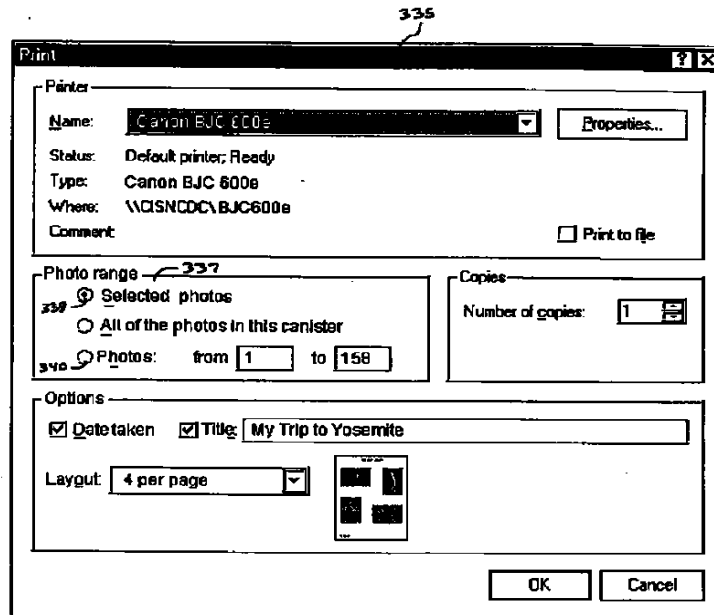 335
Print
Printer
Name: Canon BJC 600e Properties...
Status: Default printer; Ready
Type: Canon BJC 600e
Where: \\CISNCDC\BJC600e
Comment: Print to file
Photo range 337
338 Selected photos
All of the photos in this canister
340 Photos: from 1 to 158
Copies
Number of copies: 1
Options
Date taken Title: My Trip to Yosemite
Layout: 4 per page
OK Cancel